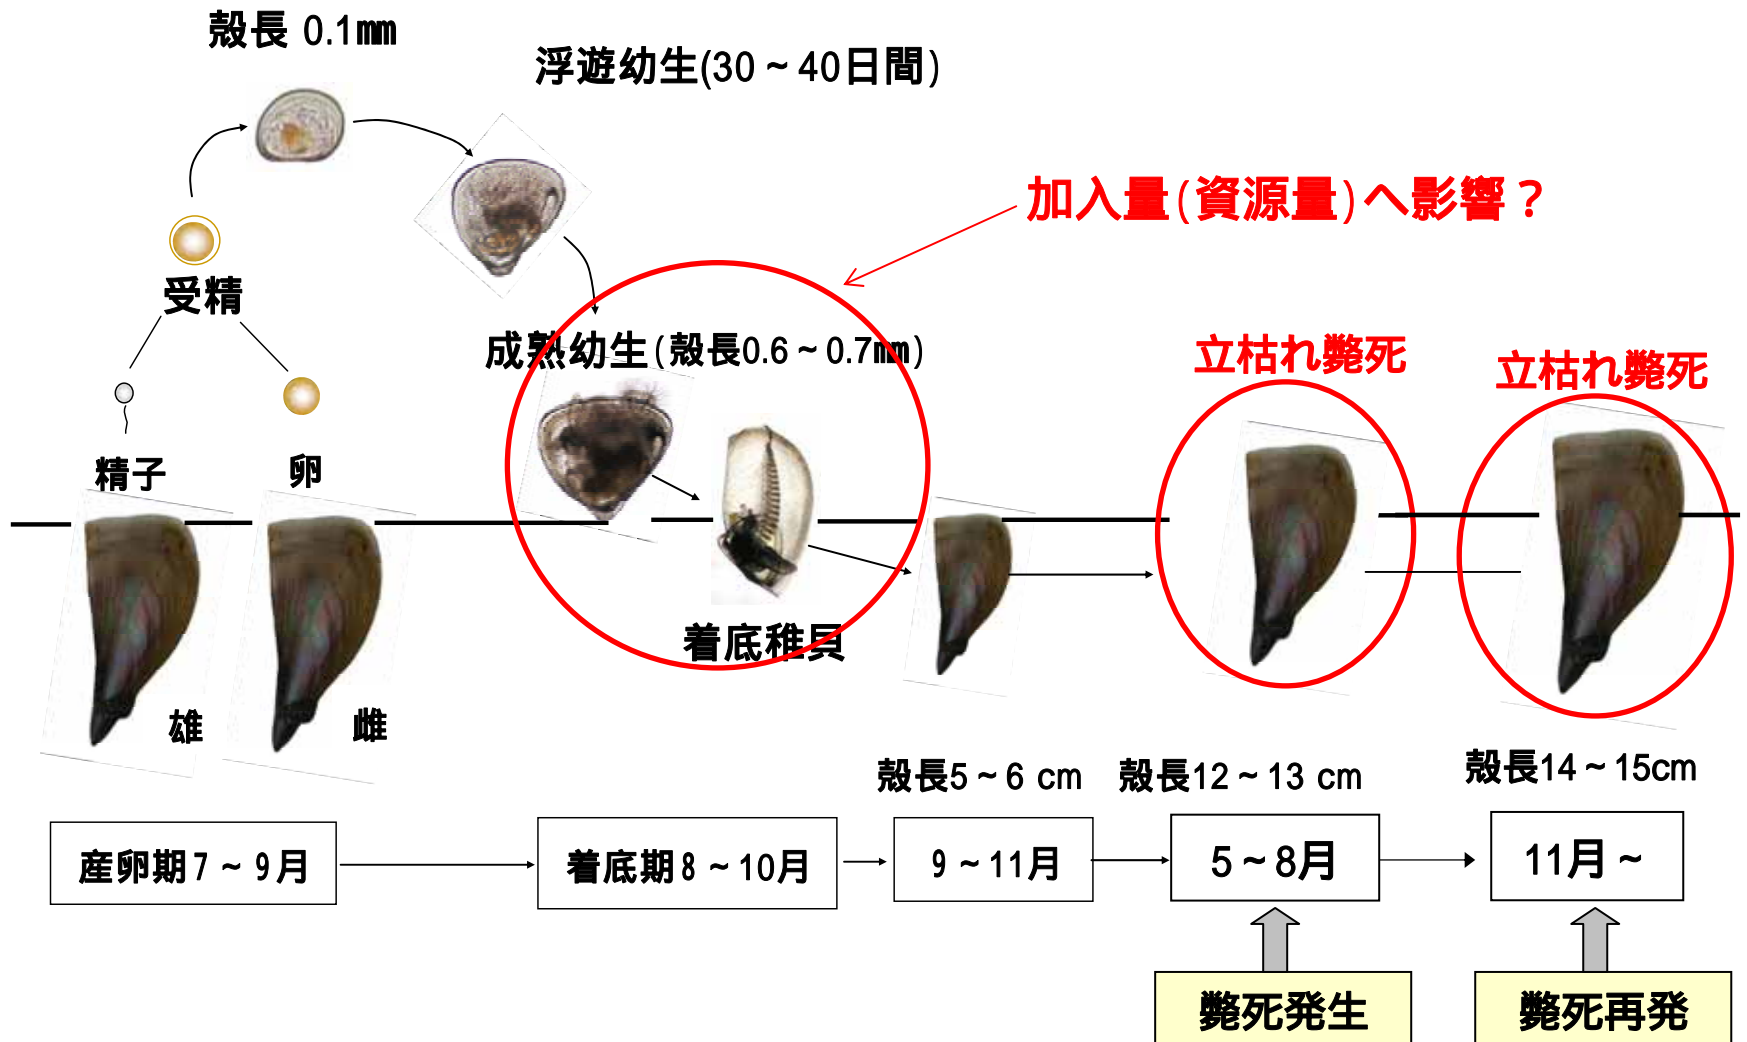 殻長 0.1㎜
浮遊幼生(30～40日間)
加入量(資源量)へ影響？
受精
成熟幼生(殻長0.6～0.7㎜)
立枯れ斃死
立枯れ斃死
精子
卵
着底稚貝
雄
雌
殻長5～6 cm
殻長12～13 cm
殻長14～15cm
産卵期7～9月
着底期8～10月
9～11月
5～8月
11月～
斃死発生
斃死再発